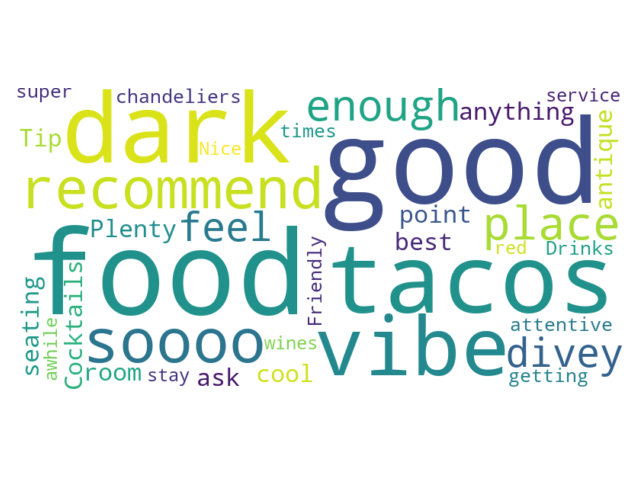 super
chandeliers
service
dark
enough
anything
Tip
Nice
times
good
antique
recommend
point
place
Plenty
feel
best
red
Drinks
food
Friendly
tacos
seating
awhile
Cocktails
soooo
wines
vibe
attentive
divey
room
stay
ask
cool
getting